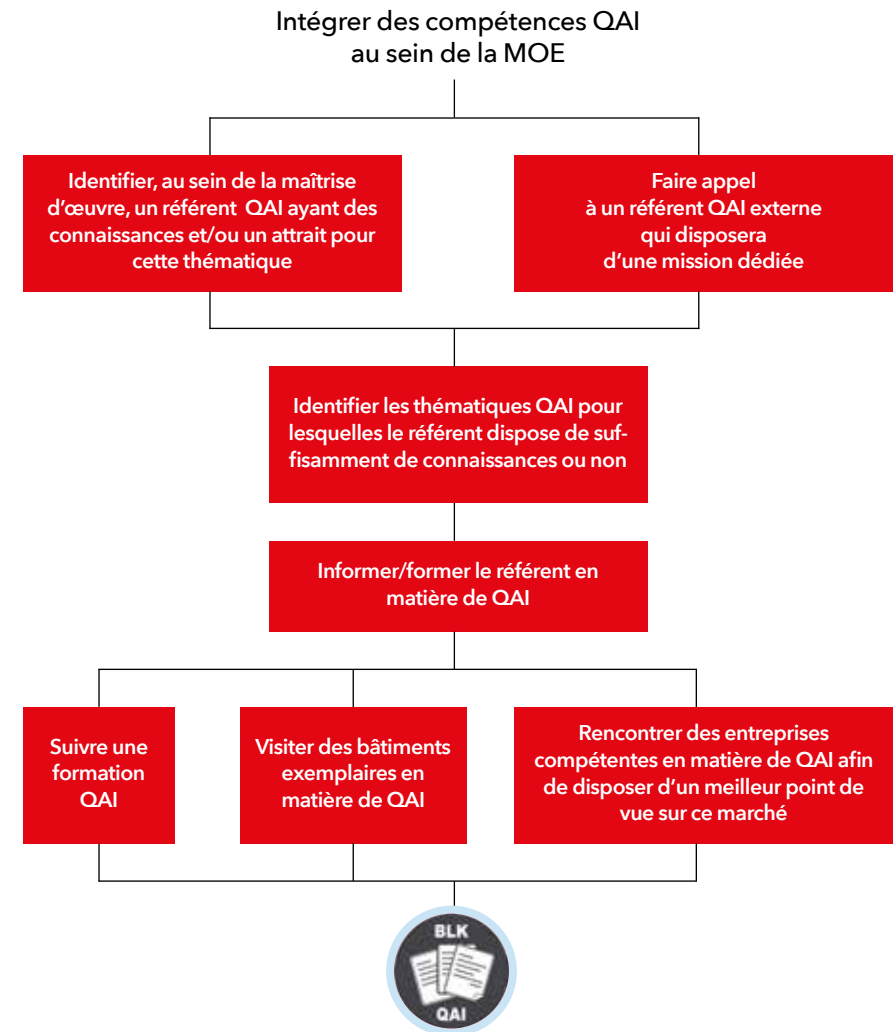 Intégrer des compétences QAI
au sein de la MOE
Identifier, au sein de la maîtrise
d'œuvre, un référent QAI ayant des
connaissances et/ou un attrait pour
cette thématique
Faire appel
à un référent QAI externe
qui disposera
d'une mission dédiée
Identifier les thématiques QAI pour
lesquelles le référent dispose de suf-
fisamment de connaissances ou non
Informer/former le référent en
matière de QAI
Suivre une
formation
QAI
Visiter des bâtiments
exemplaires en
matière de QAI
Rencontrer des entreprises
compétentes en matière de QAI afin
de disposer d'un meilleur point de
vue sur ce marché
BLK
QAI